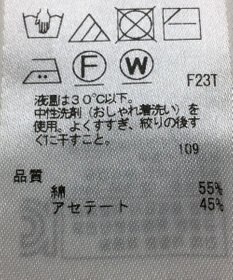 F W F23T
液温は30℃以下。
中性洗剤（おしゃれ着洗い）を
使用。よくすすぎ、絞りの後す
ぐに干すこと。
109
品質
綿 55%
アセテート 45%